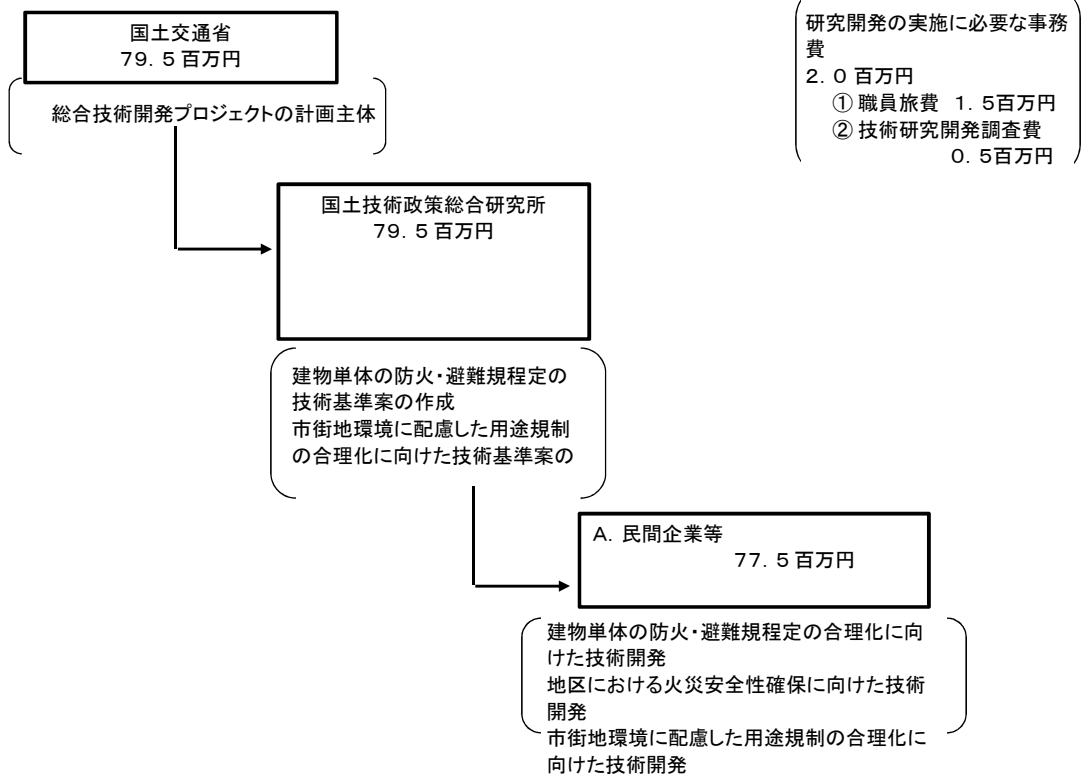 国土交通省
79.5百万円
総合技術開発プロジェクトの計画主体
研究開発の実施に必要な事務
費
2.0百万円
① 職員旅費 1.5百万円
② 技術研究開発調査費
0.5百万円
国土技術政策総合研究所
79.5百万円
建物単体の防火・避難規程定の
技術基準案の作成
市街地環境に配慮した用途規制
の合理化に向けた技術基準案の
A. 民間企業等
77.5百万円
建物単体の防火・避難規程定の合理化に向
けた技術開発
地区における火災安全性確保に向けた技術
開発
市街地環境に配慮した用途規制の合理化に
向けた技術開発